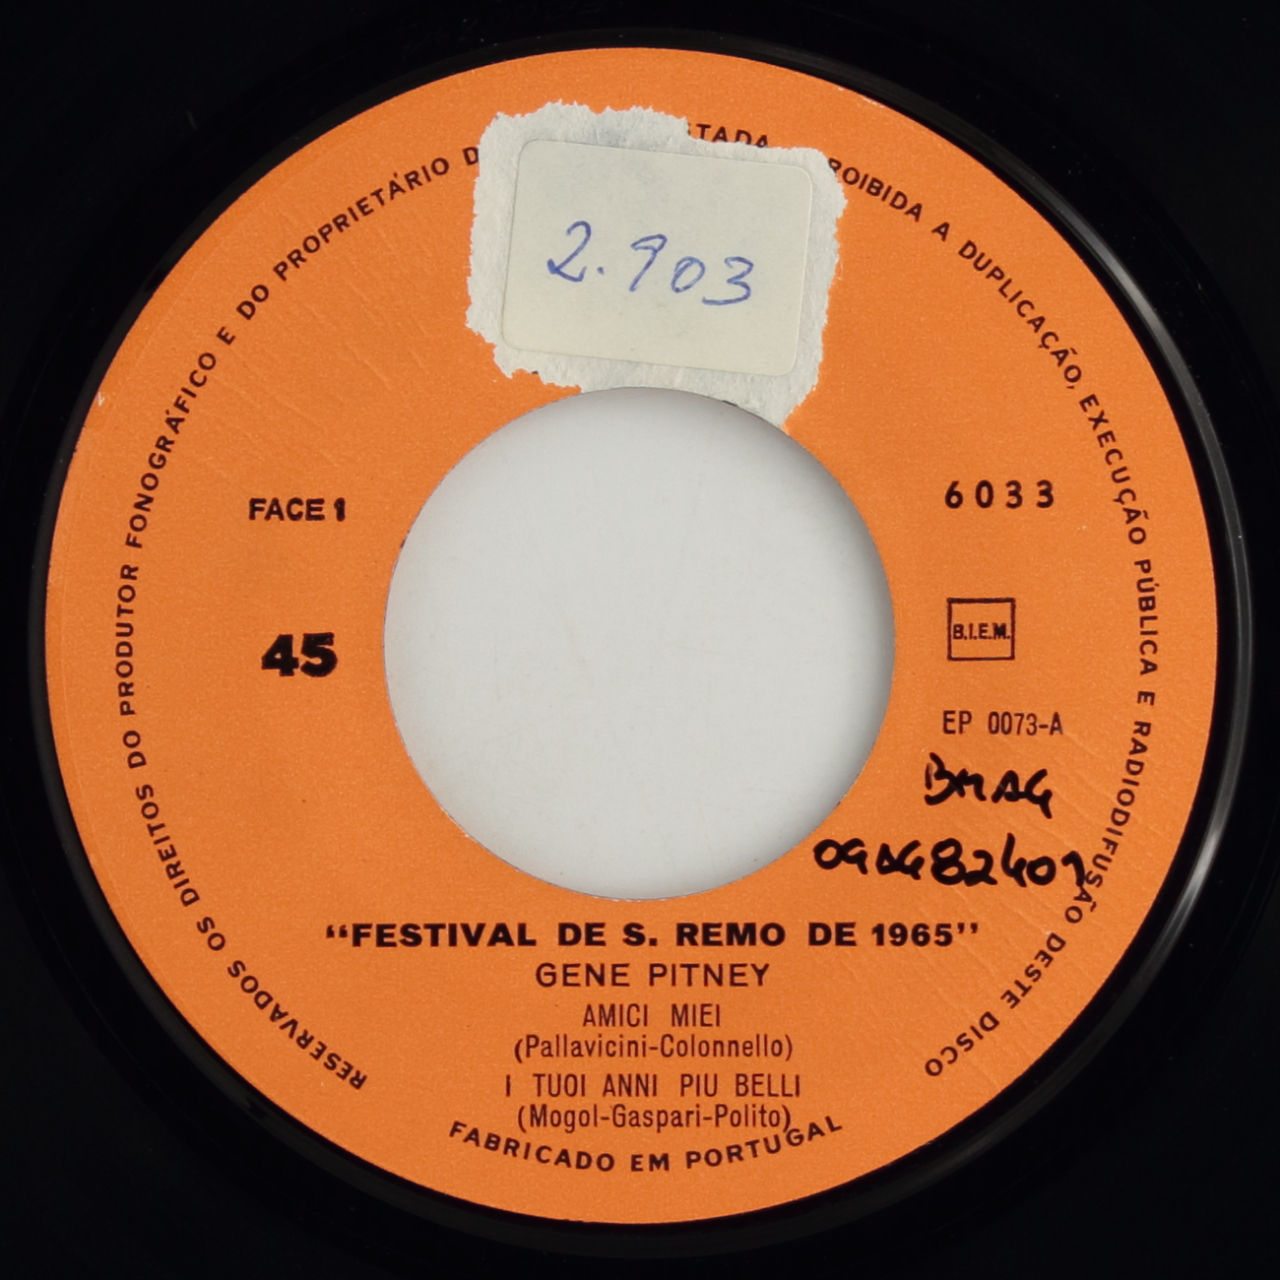 RESERVADOS OS DIREITOS DO PRODUTOR FONOGRÁFICO E DO PROPRIETÁRIO
PROIBIDA A DUPLICAÇÃO, EXECUÇÃO PÚBLICA E RADIODIFUSÃO DESTE DISCO
2.903
FACE 1
6033
45
B.I.E.M.
EP 0073-A
BMAG
"FESTIVAL DE S. REMO DE 1965"
GENE PITNEY
AMICI MIEI
(Pallavicini-Colonnello)
I TUOI ANNI PIU BELLI
(Mogol-Gaspari-Polito)
FABRICADO EM PORTUGAL